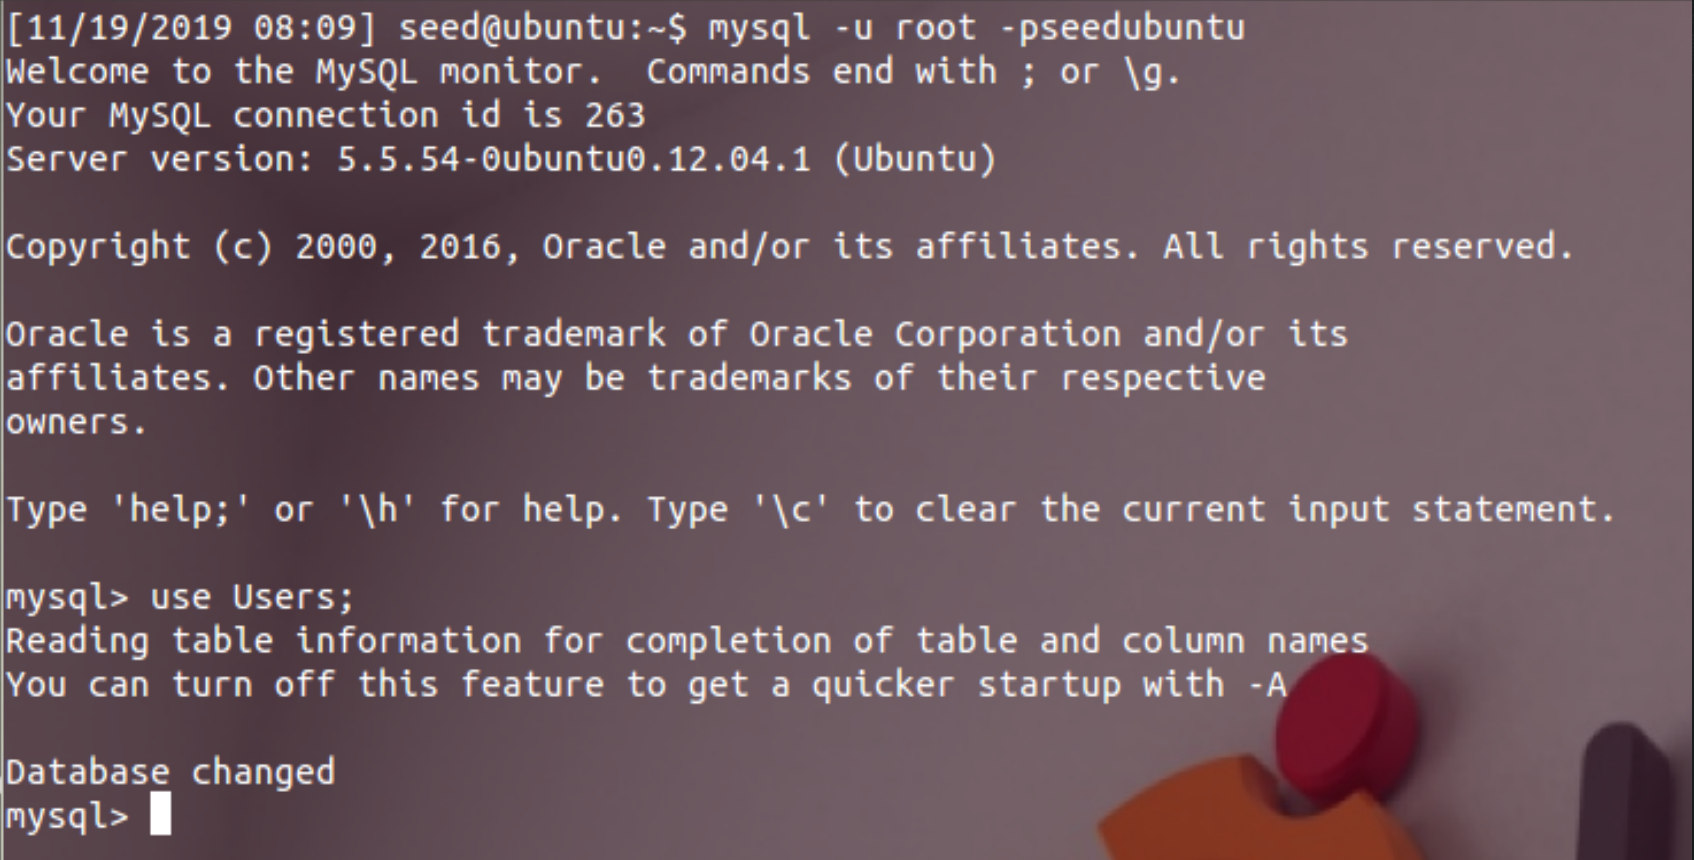 [11/19/2019 08:09] seed@ubuntu:~$ mysql -u root -pseedubuntu
Welcome to the MySQL monitor.  Commands end with ; or \g.
Your MySQL connection id is 263
Server version: 5.5.54-0ubuntu0.12.04.1 (Ubuntu)

Copyright (c) 2000, 2016, Oracle and/or its affiliates. All rights reserved.

Oracle is a registered trademark of Oracle Corporation and/or its
affiliates. Other names may be trademarks of their respective
owners.

Type 'help;' or '\h' for help. Type '\c' to clear the current input statement.

mysql> use Users;
Reading table information for completion of table and column names
You can turn off this feature to get a quicker startup with -A

Database changed
mysql>